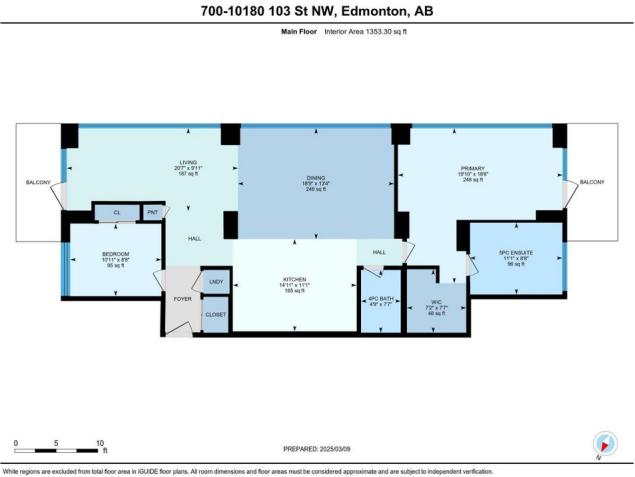 700-10180 103 St NW, Edmonton, AB
Main Floor Interior Area 1353.30 sq ft
BALCONY
LIVING
20'7" x 9'11"
187 sq ft
DINING
18'9" x 13'4"
249 sq ft
PRIMARY
19'10" x 18'8"
248 sq ft
BALCONY
CL
PNT
HALL
BEDROOM
10'11" x 8'8"
95 sq ft
HALL
5PC ENSUITE
11'1" x 8'8"
96 sq ft
KITCHEN
14'11" x 11'1"
165 sq ft
LNDY
FOYER
CLOSET
4PC BATH
4'9" x 7'7"
WIC
7'2" x 7'7"
48 sq ft
0 5 10
ft
PREPARED: 2025/03/09
N
White regions are excluded from total floor area in iGUIDE floor plans. All room dimensions and floor areas must be considered approximate and are subject to independent verification.